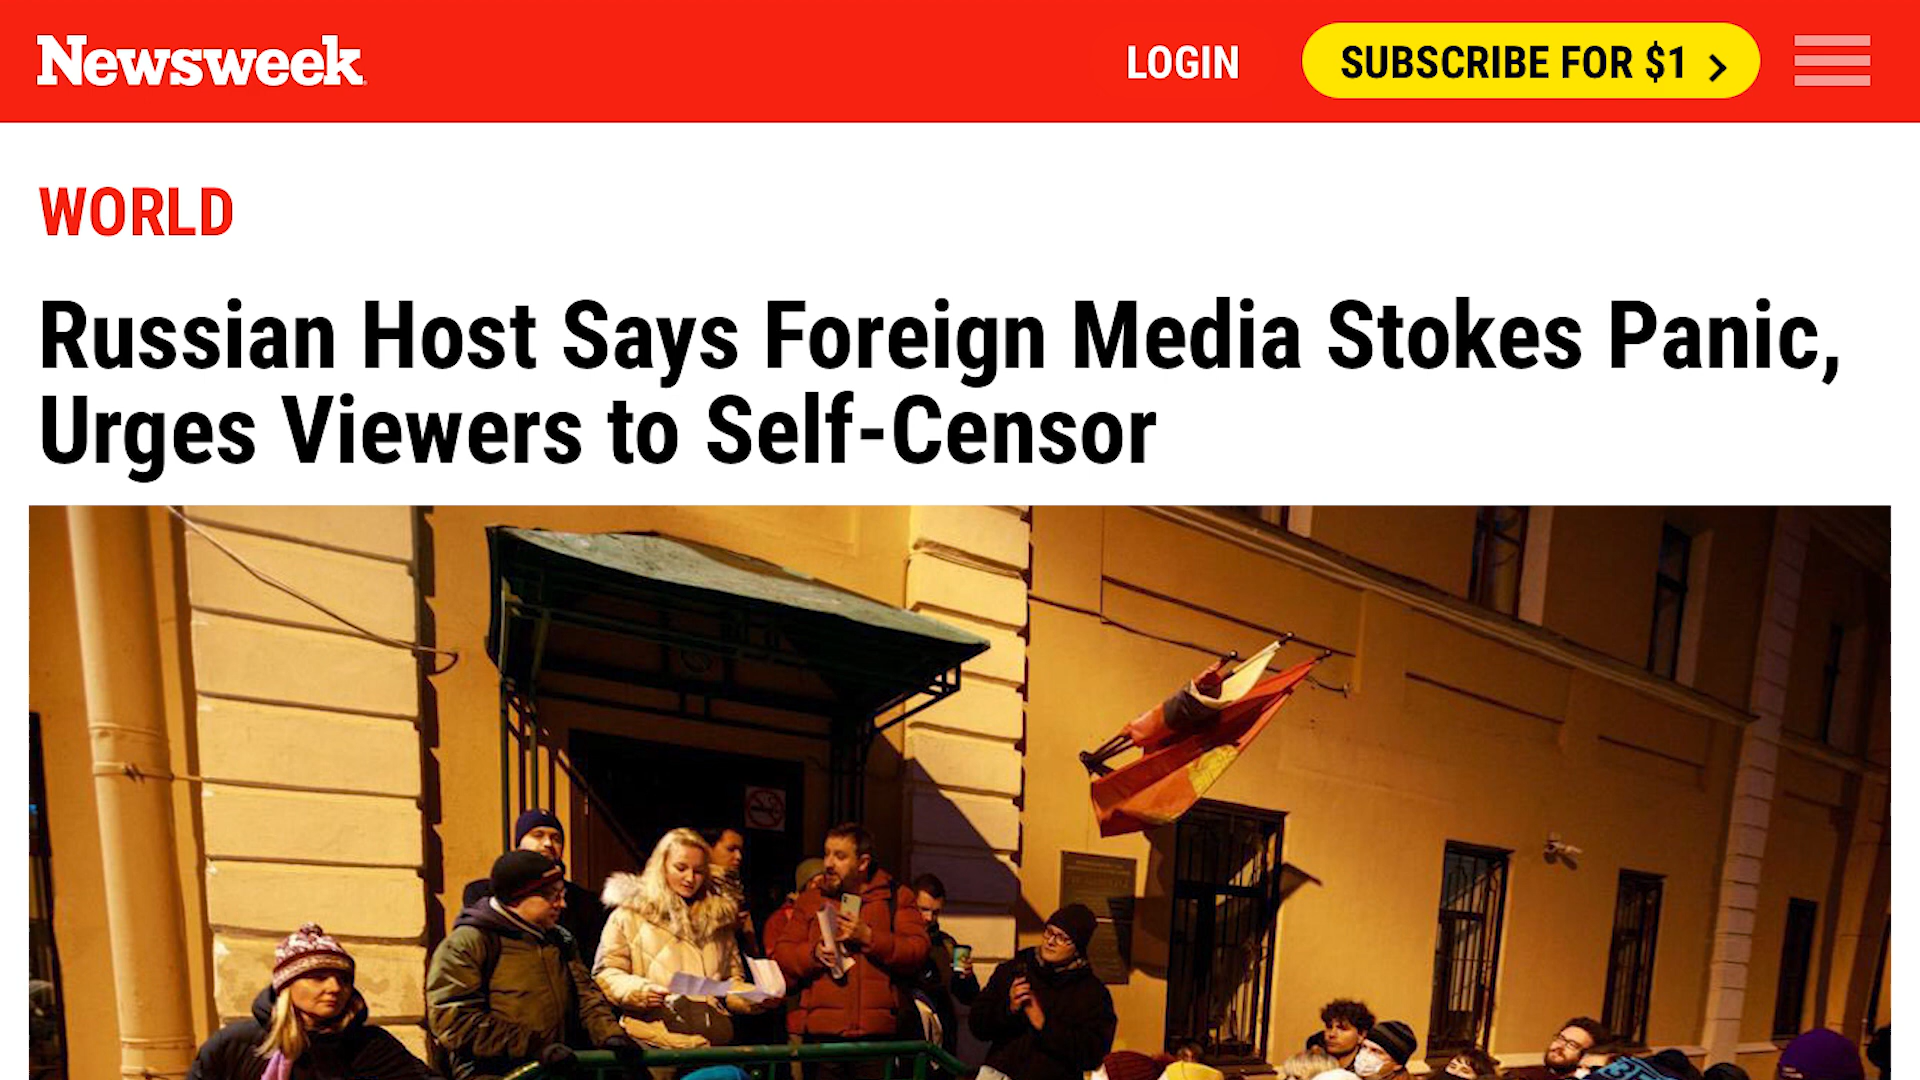 Newsweek
LOGIN
SUBSCRIBE FOR $1
WORLD
Russian Host Says Foreign Media Stokes Panic,
Urges Viewers to Self-Censor